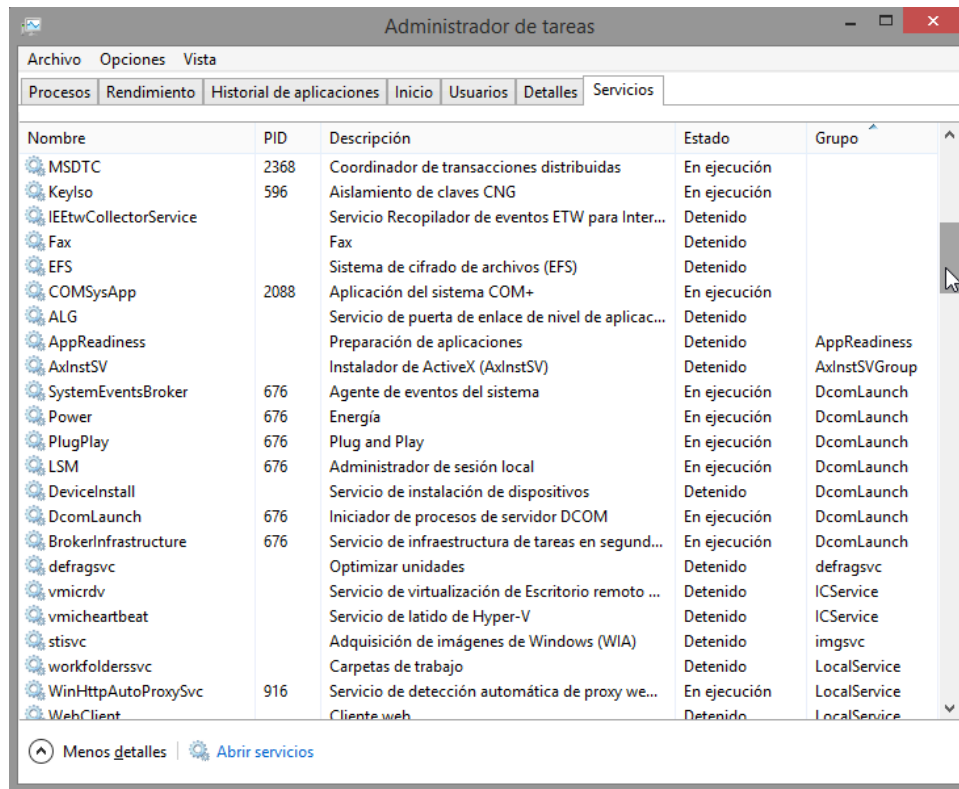 Administrador de tareas
Archivo Opciones Vista
Procesos Rendimiento Historial de aplicaciones Inicio Usuarios Detalles Servicios
Nombre PID Descripción Estado Grupo
MSDTC 2368 Coordinador de transacciones distribuidas En ejecución
KeyIso 596 Aislamiento de claves CNG En ejecución
IEEtwCollectorService Servicio Recopilador de eventos ETW para Inter... Detenido
Fax Fax Detenido
EFS Sistema de cifrado de archivos (EFS) Detenido
COMSysApp 2088 Aplicación del sistema COM+ En ejecución
ALG Servicio de puerta de enlace de nivel de aplicac... Detenido
AppReadiness Preparación de aplicaciones Detenido AppReadiness
AxInstSV Instalador de ActiveX (AxInstSV) Detenido AxInstSVGroup
SystemEventsBroker 676 Agente de eventos del sistema En ejecución DcomLaunch
Power 676 Energía En ejecución DcomLaunch
PlugPlay 676 Plug and Play En ejecución DcomLaunch
LSM 676 Administrador de sesión local En ejecución DcomLaunch
DeviceInstall Servicio de instalación de dispositivos Detenido DcomLaunch
DcomLaunch 676 Iniciador de procesos de servidor DCOM En ejecución DcomLaunch
BrokerInfrastructure 676 Servicio de infraestructura de tareas en segund... En ejecución DcomLaunch
defragsvc Optimizar unidades Detenido defragsvc
vmicrdv Servicio de virtualización de Escritorio remoto ... Detenido ICService
vmicheartbeat Servicio de latido de Hyper-V Detenido ICService
stisvc Adquisición de imágenes de Windows (WIA) Detenido imgsvc
workfolderssvc Carpetas de trabajo Detenido LocalService
WinHttpAutoProxySvc 916 Servicio de detección automática de proxy we... En ejecución LocalService
WebClient Cliente web Detenido LocalService
Menos detalles Abrir servicios